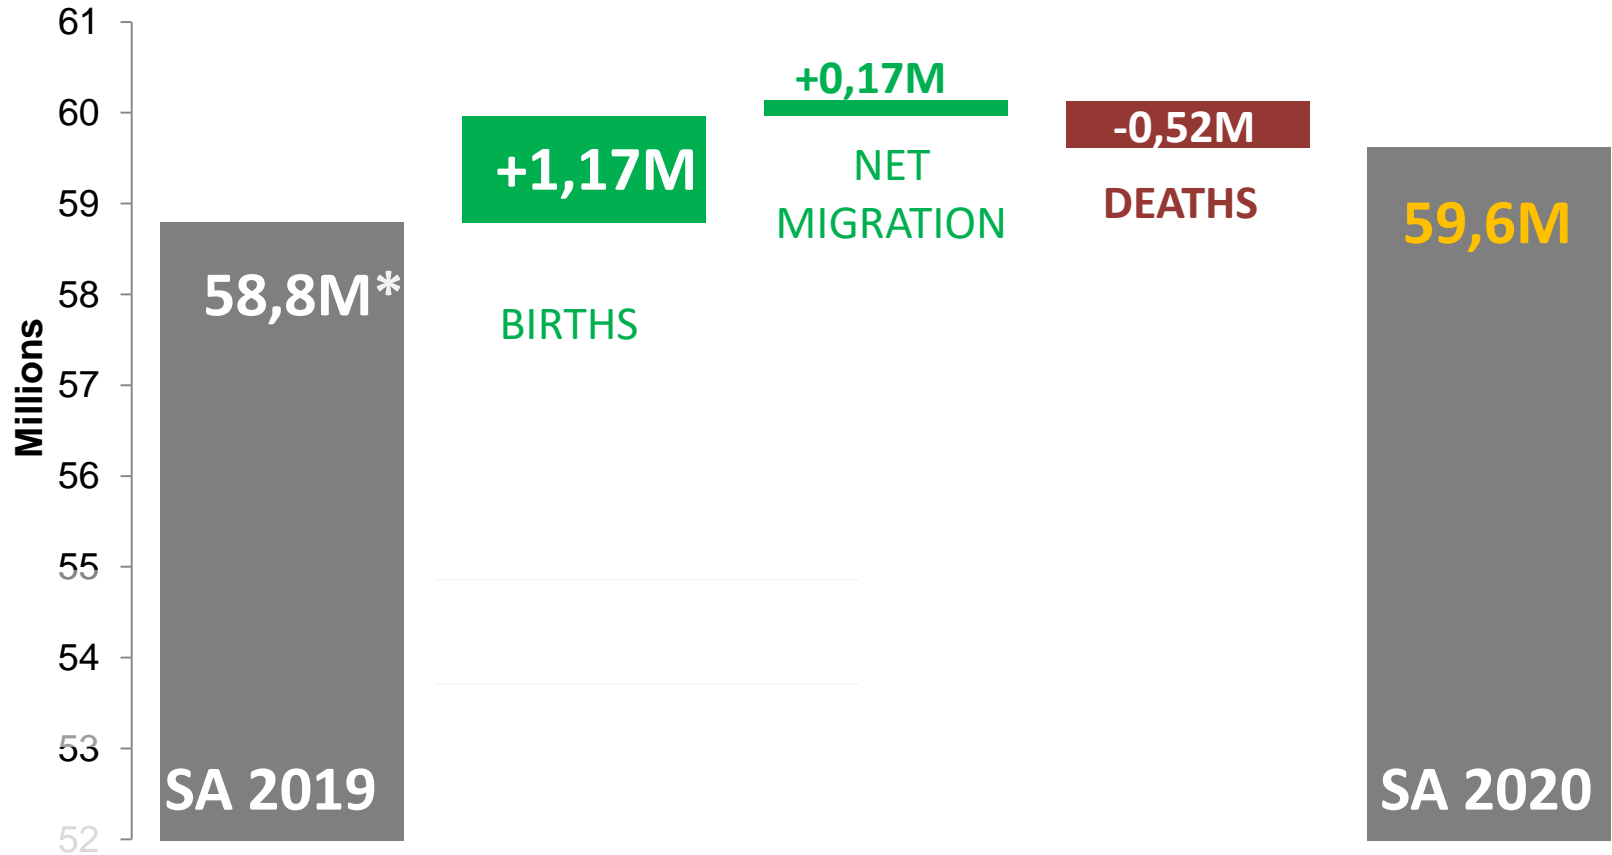 61
60
59
58
57
56
55
54
53
52
Millions
58,8M*
SA 2019
+1,17M
BIRTHS
+0,17M
NET
MIGRATION
-0,52M
DEATHS
59,6M
SA 2020